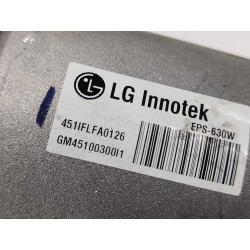 LG Innotek
EPS-630W
451IFLFA0126
GM45100300I1